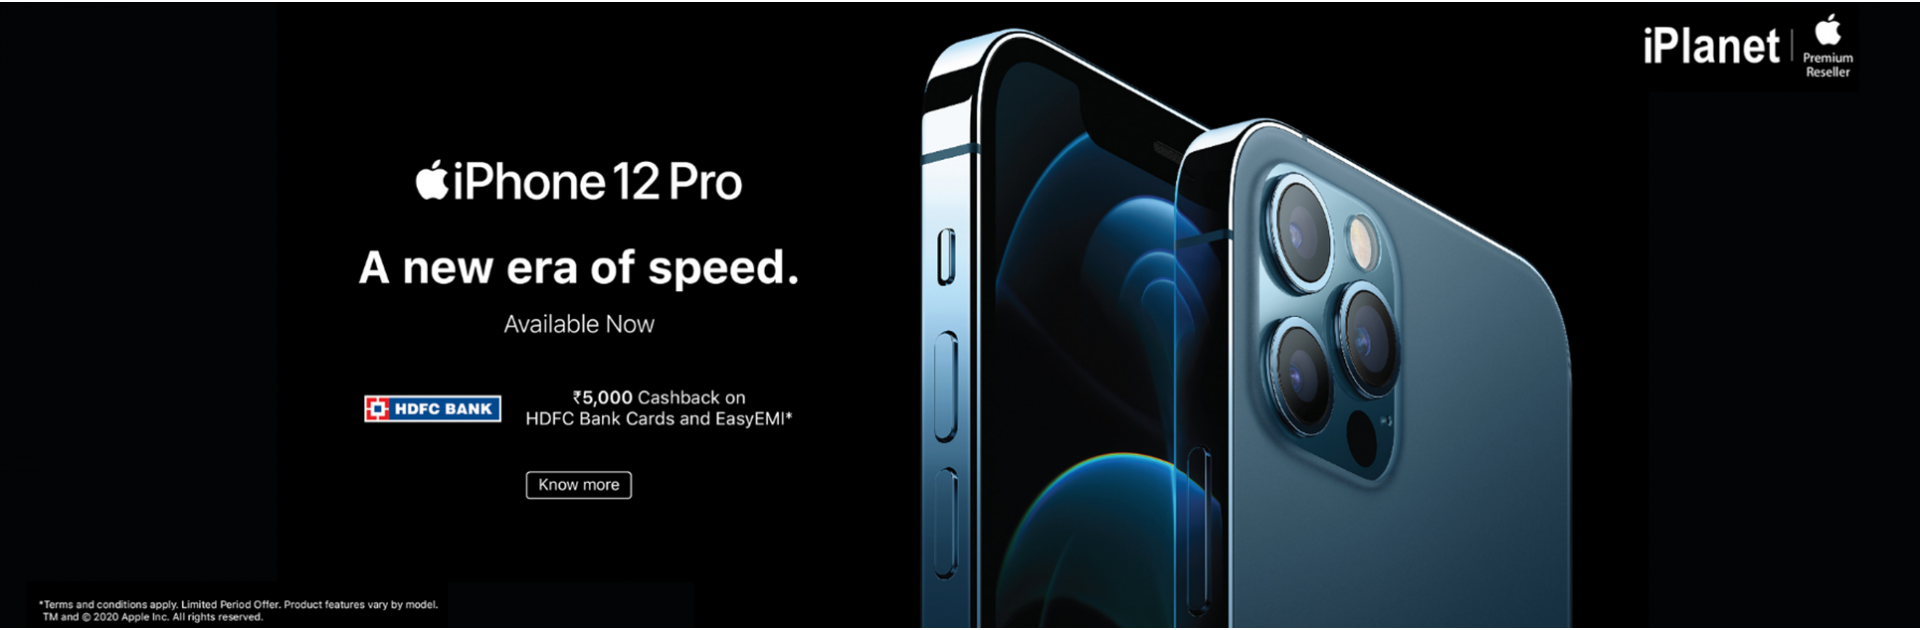 iPlanet
Premium
Reseller
iPhone 12 Pro
A new era of speed.
Available Now
HDFC BANK
₹5,000 Cashback on
HDFC Bank Cards and EasyEMI*
Know more
*Terms and conditions apply. Limited Period Offer. Product features vary by model.
TM and © 2020 Apple Inc. All rights reserved.